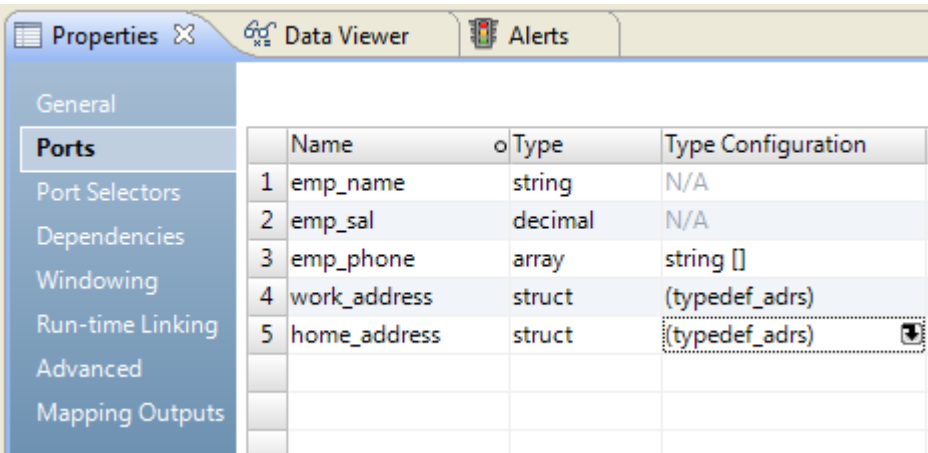 Properties Data Viewer Alerts
General
Ports
Port Selectors
Dependencies
Windowing
Run-time Linking
Advanced
Mapping Outputs
Name Type Type Configuration
1 emp_name string N/A
2 emp_sal decimal N/A
3 emp_phone array string []
4 work_address struct (typedef_adrs)
5 home_address struct (typedef_adrs)